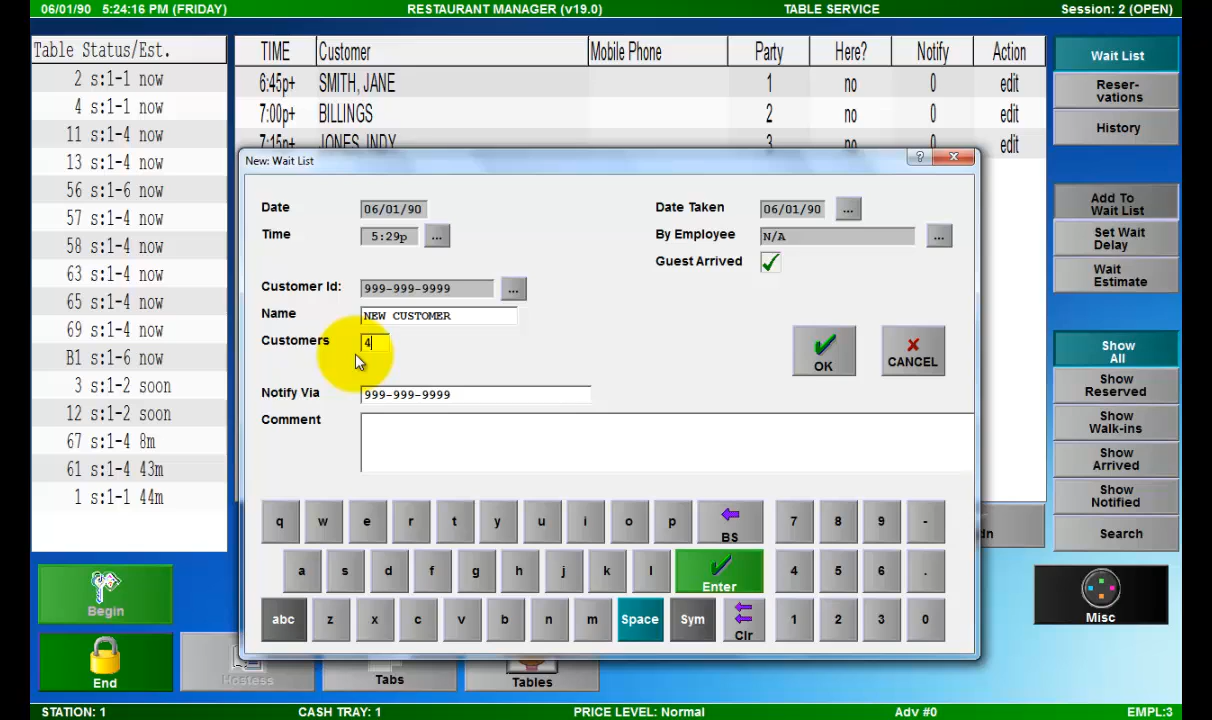 06/01/90 5:24:16 PM (FRIDAY) RESTAURANT MANAGER (v19.0) TABLE SERVICE Session: 2 (OPEN)
Table Status/Est.
2 s:1-1 now
4 s:1-1 now
11 s:1-4 now
13 s:1-4 now
56 s:1-6 now
57 s:1-4 now
58 s:1-4 now
63 s:1-4 now
65 s:1-4 now
69 s:1-4 now
B1 s:1-6 now
3 s:1-2 soon
12 s:1-2 soon
67 s:1-4 8m
61 s:1-4 43m
1 s:1-1 44m
TIME Customer Mobile Phone Party Here? Notify Action
6:45p+ SMITH, JANE 1 no 0 edit
7:00p+ BILLINGS 2 no 0 edit
7:15p+ JONES, INDY 3 no 0 edit
New: Wait List
?
Date 06/01/90
Time 5:29p ...
Date Taken 06/01/90 ...
By Employee N/A ...
Guest Arrived
Customer Id: 999-999-9999 ...
Name NEW CUSTOMER
Customers 4
OK
CANCEL
Notify Via 999-999-9999
Comment
q w e r t y u i o p BS 7 8 9 -
a s d f g h j k l Enter 4 5 6 .
abc z x c v b n m Space Sym Clr 1 2 3 0
Wait List
Reser-
vations
History
Add To
Wait List
Set Wait
Delay
Wait
Estimate
Show
All
Show
Reserved
Show
Walk-ins
Show
Arrived
Show
Notified
Search
Misc
Begin
End
Hostess
Tabs
Tables
STATION: 1 CASH TRAY: 1 PRICE LEVEL: Normal Adv #0 EMPL:3